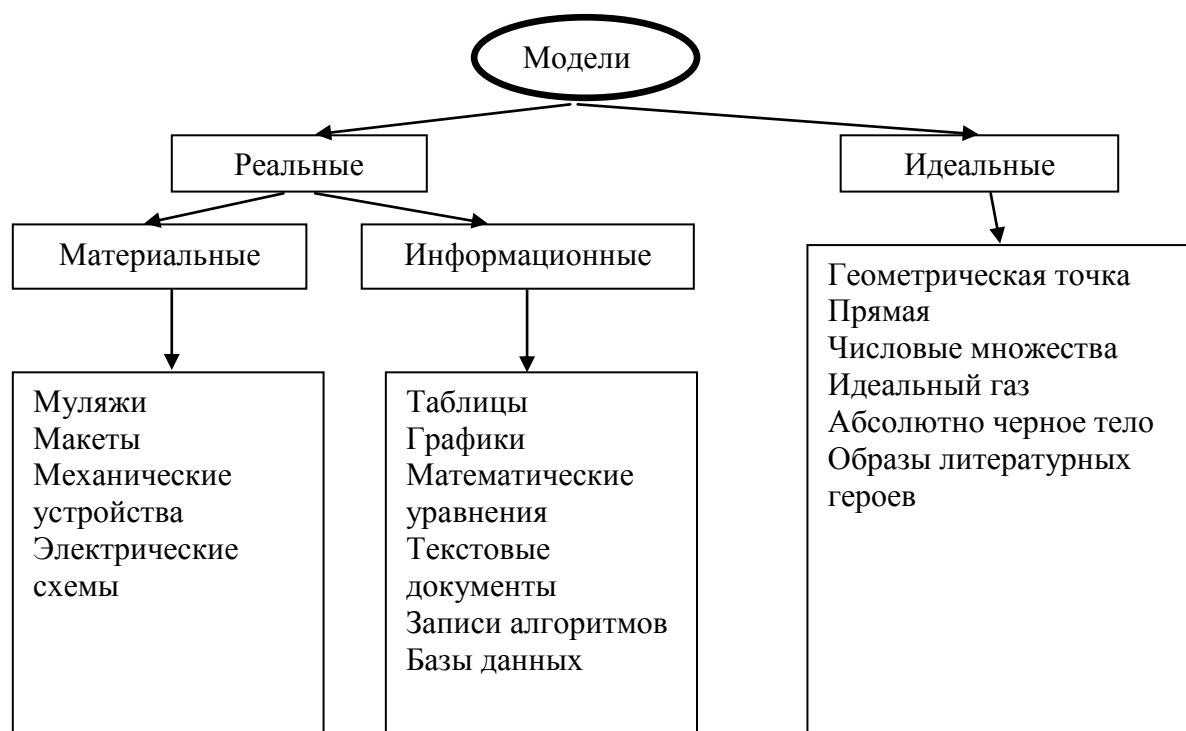 Модели
Реальные
Идеальные
Материальные
Информационные
Муляжи
Макеты
Механические
устройства
Электрические
схемы
Таблицы
Графики
Математические
уравнения
Текстовые
документы
Записи алгоритмов
Базы данных
Геометрическая точка
Прямая
Числовые множества
Идеальный газ
Абсолютно черное тело
Образы литературных
героев